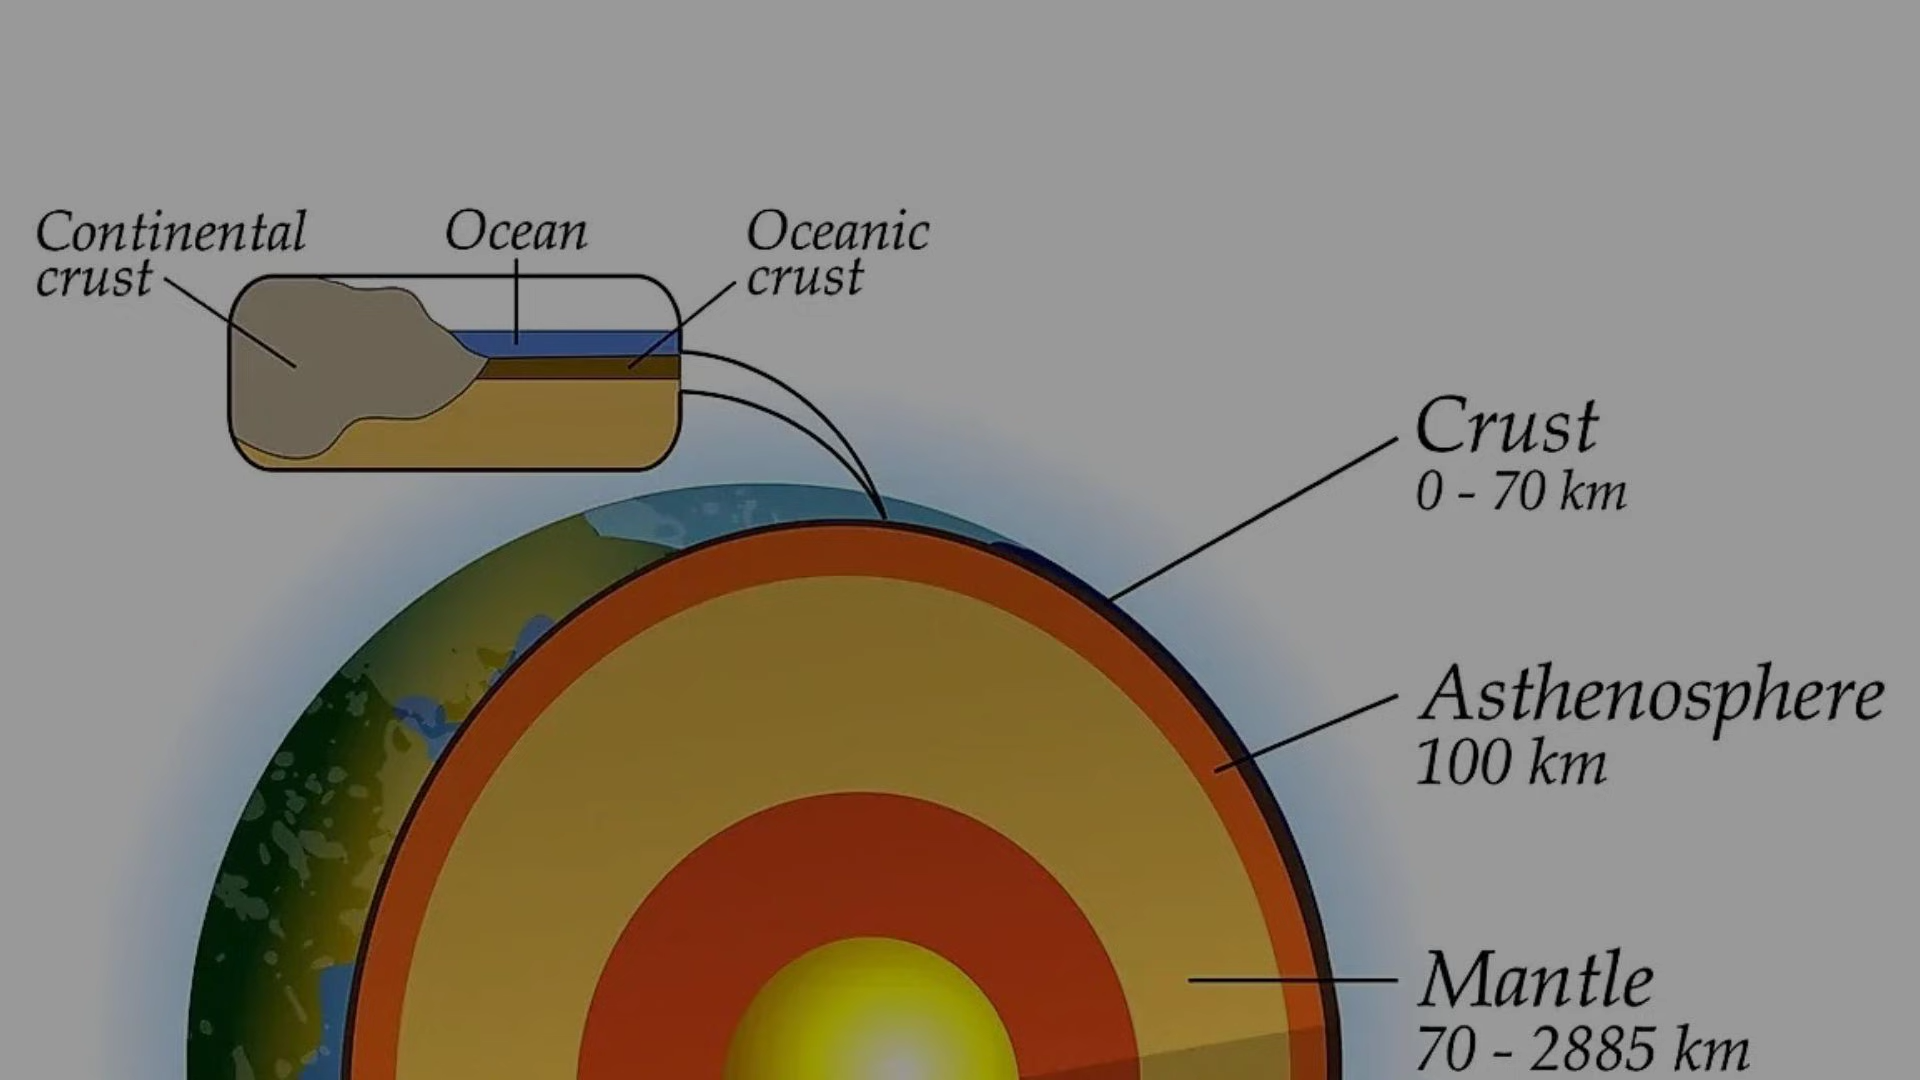 Continental
crust
Ocean
Oceanic
crust
Crust
0 - 70 km
Asthenosphere
100 km
Mantle
70 - 2885 km